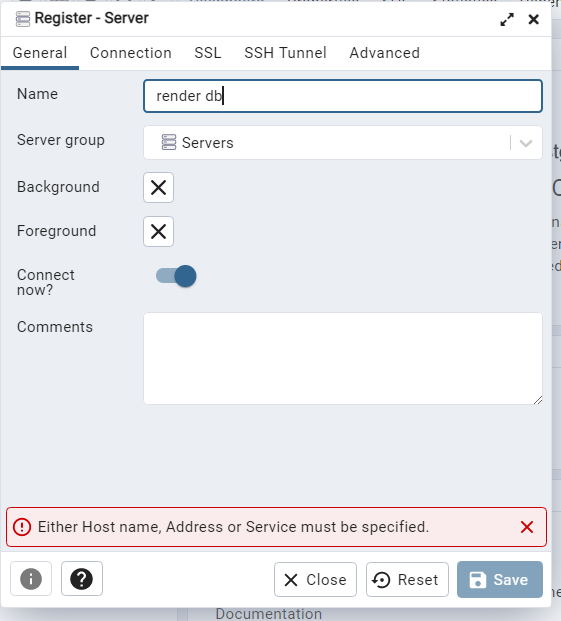 Register - Server
General Connection SSL SSH Tunnel Advanced
Name render db
Server group Servers
Background
Foreground
Connect
now?
Comments
Either Host name, Address or Service must be specified.
Close Reset Save
Documentation